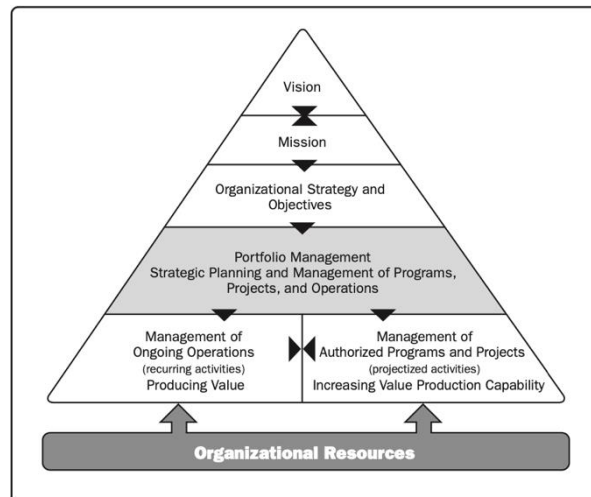 Vision
Mission
Organizational Strategy and
Objectives
Portfolio Management
Strategic Planning and Management of Programs,
Projects, and Operations
Management of
Ongoing Operations
(recurring activities)
Producing Value
Management of
Authorized Programs and Projects
(projectized activities)
Increasing Value Production Capability
Organizational Resources